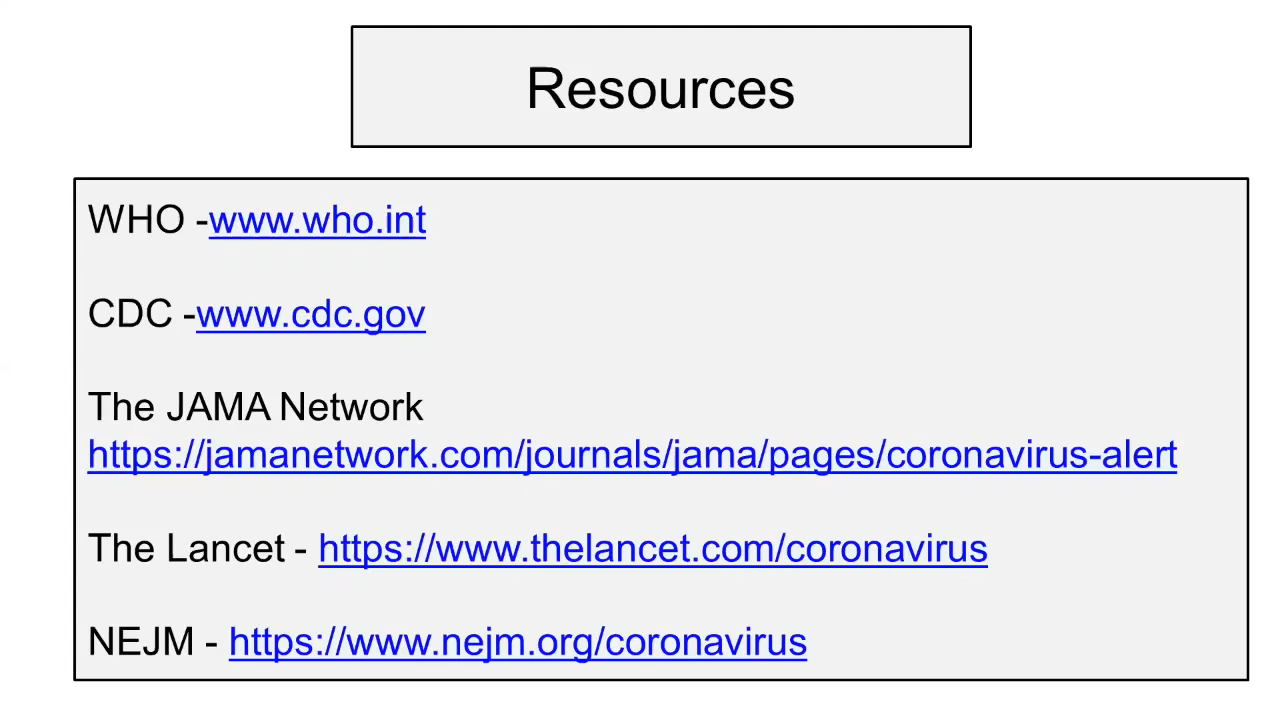 Resources
WHO -www.who.int
CDC -www.cdc.gov
The JAMA Network
https://jamanetwork.com/journals/jama/pages/coronavirus-alert
The Lancet - https://www.thelancet.com/coronavirus
NEJM - https://www.nejm.org/coronavirus